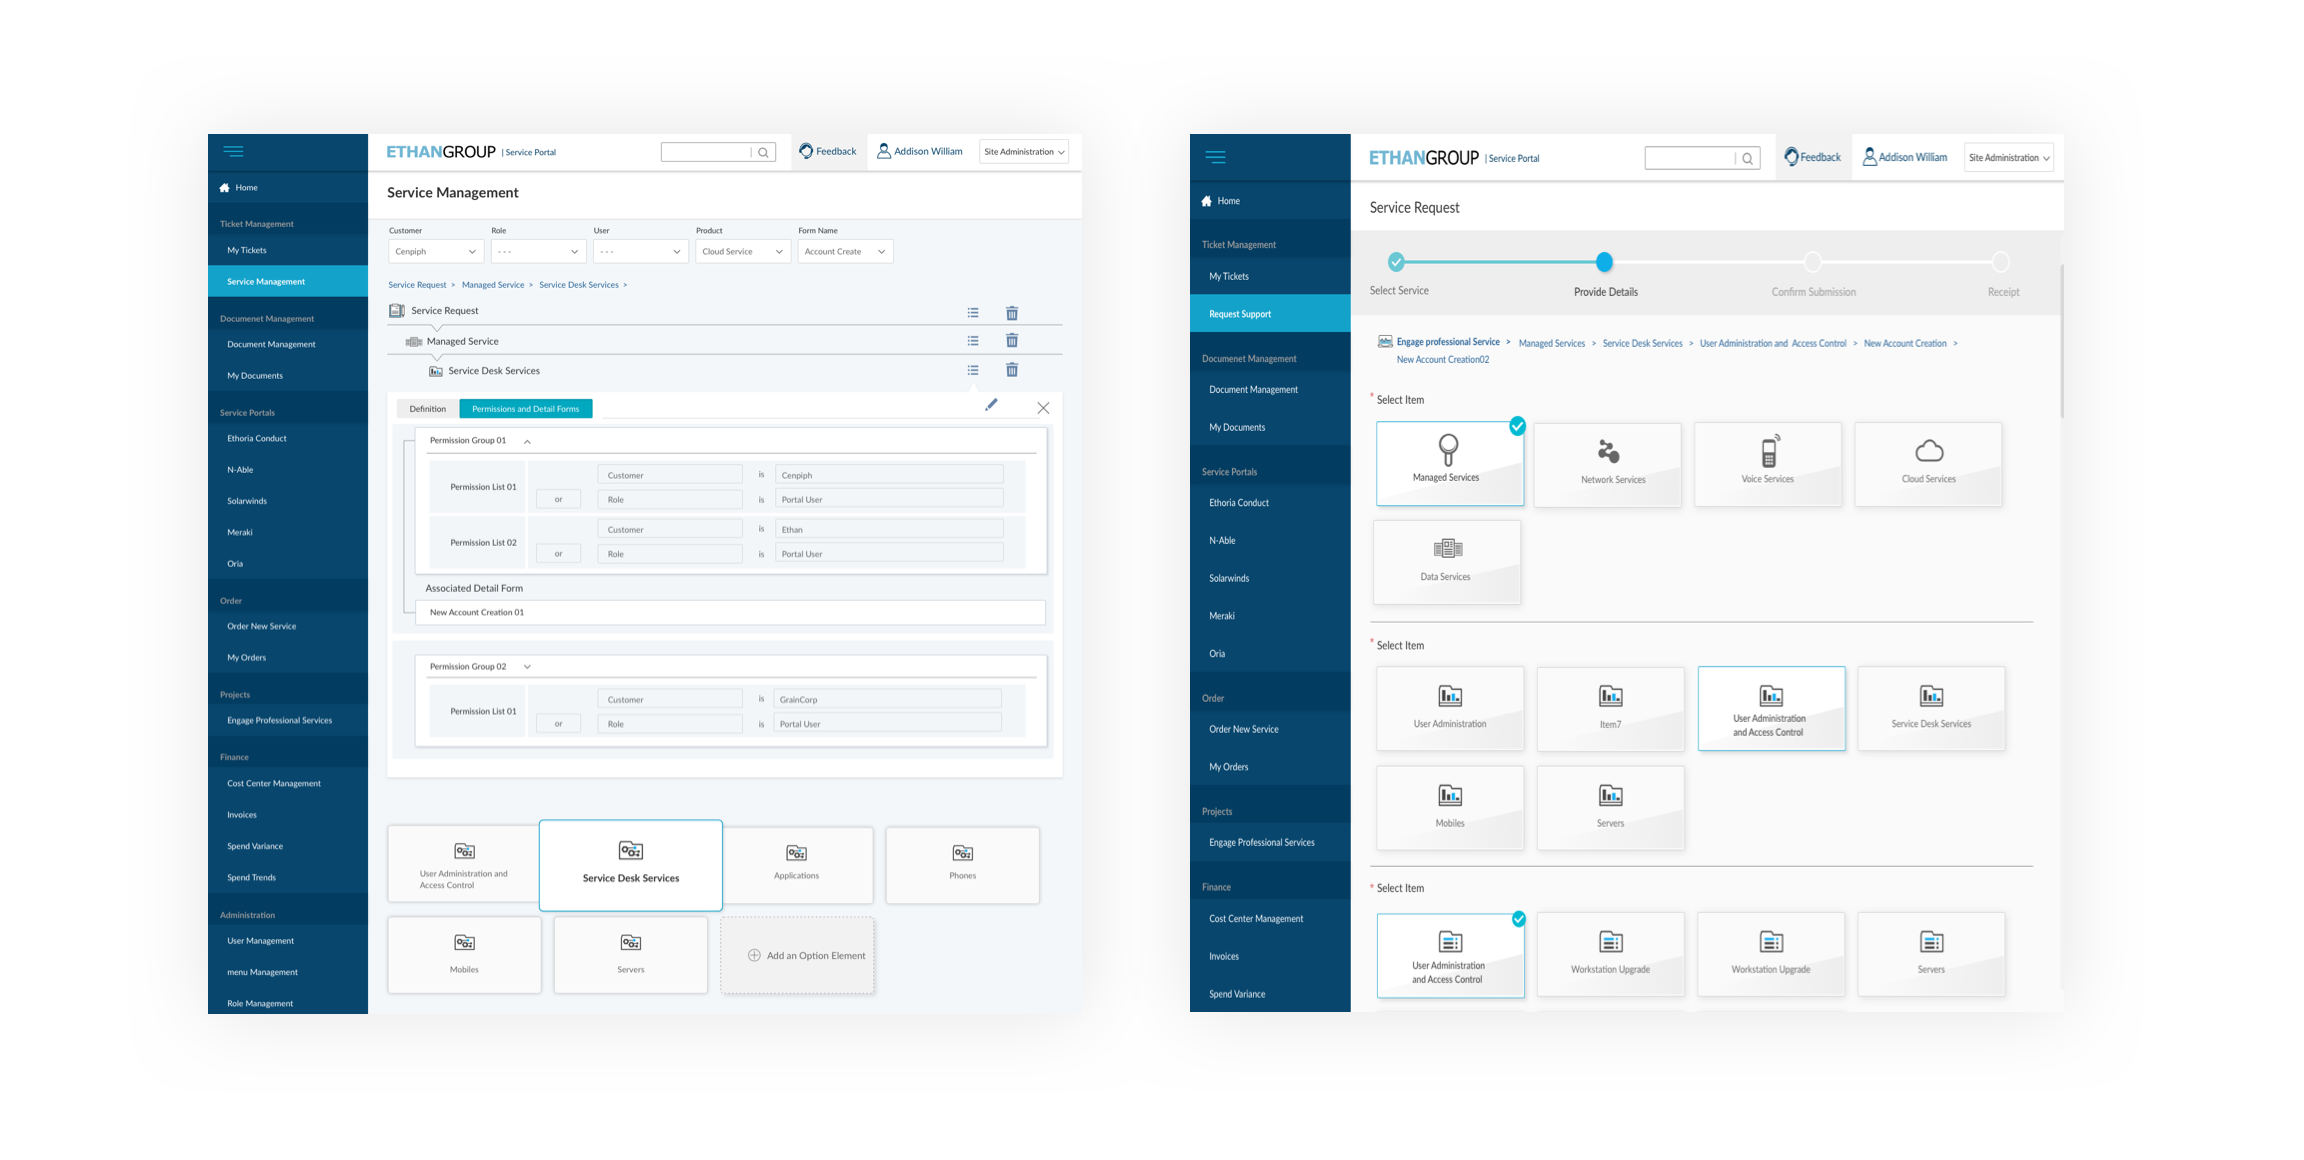 ETHANGROUP | Service Portal
Feedback
Addison William
Site Administration
Home
Ticket Management
My Tickets
Service Management
Documenet Management
Document Management
My Documents
Service Portals
Ethoria Conduct
N-Able
Solarwinds
Meraki
Oria
Order
Order New Service
My Orders
Projects
Engage Professional Services
Finance
Cost Center Management
Invoices
Spend Variance
Spend Trends
Administration
User Management
menu Management
Role Management
Service Management
Customer Role User Product Form Name
Cenpiph --- --- Cloud Service Account Create
Service Request > Managed Service > Service Desk Services >
Service Request
Managed Service
Service Desk Services
Definition Permissions and Detail Forms
Permission Group 01
Permission List 01
Customer is Cenpiph
or Role is Portal User
Permission List 02
Customer is Ethan
or Role is Portal User
Associated Detail Form
New Account Creation 01
Permission Group 02
Permission List 01
Customer is GrainCorp
or Role is Portal User
User Administration and
Access Control
Service Desk Services
Applications
Phones
Mobiles
Servers
Add an Option Element
ETHANGROUP | Service Portal
Feedback
Addison William
Site Administration
Home
Ticket Management
My Tickets
Request Support
Documenet Management
Document Management
My Documents
Service Portals
Ethoria Conduct
N-Able
Solarwinds
Meraki
Oria
Order
Order New Service
My Orders
Projects
Engage Professional Services
Finance
Cost Center Management
Invoices
Spend Variance
Service Request
Select Service
Provide Details
Confirm Submission
Receipt
Engage professional Service > Managed Services > Service Desk Services > User Administration and Access Control > New Account Creation >
New Account Creation02
* Select Item
Managed Services
Network Services
Voice Services
Cloud Services
Data Services
* Select Item
User Administration
Item7
User Administration
and Access Control
Service Desk Services
Mobiles
Servers
* Select Item
User Administration
and Access Control
Workstation Upgrade
Workstation Upgrade
Servers